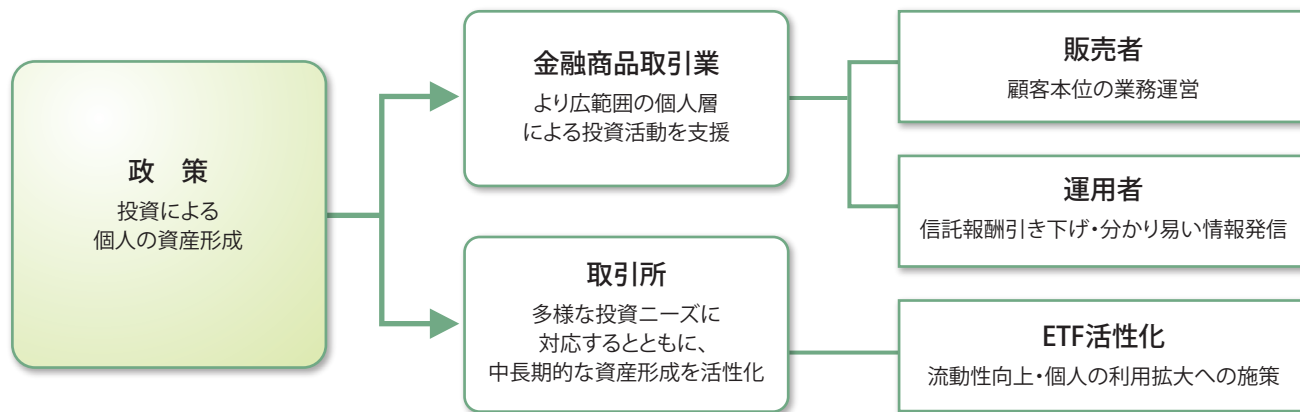 政　策
投資による
個人の資産形成
金融商品取引業
より広範囲の個人層
による投資活動を支援
取引所
多様な投資ニーズに
対応するとともに、
中長期的な資産形成を活性化
販売者
顧客本位の業務運営
運用者
信託報酬引き下げ・分かり易い情報発信
ETF活性化
流動性向上・個人の利用拡大への施策